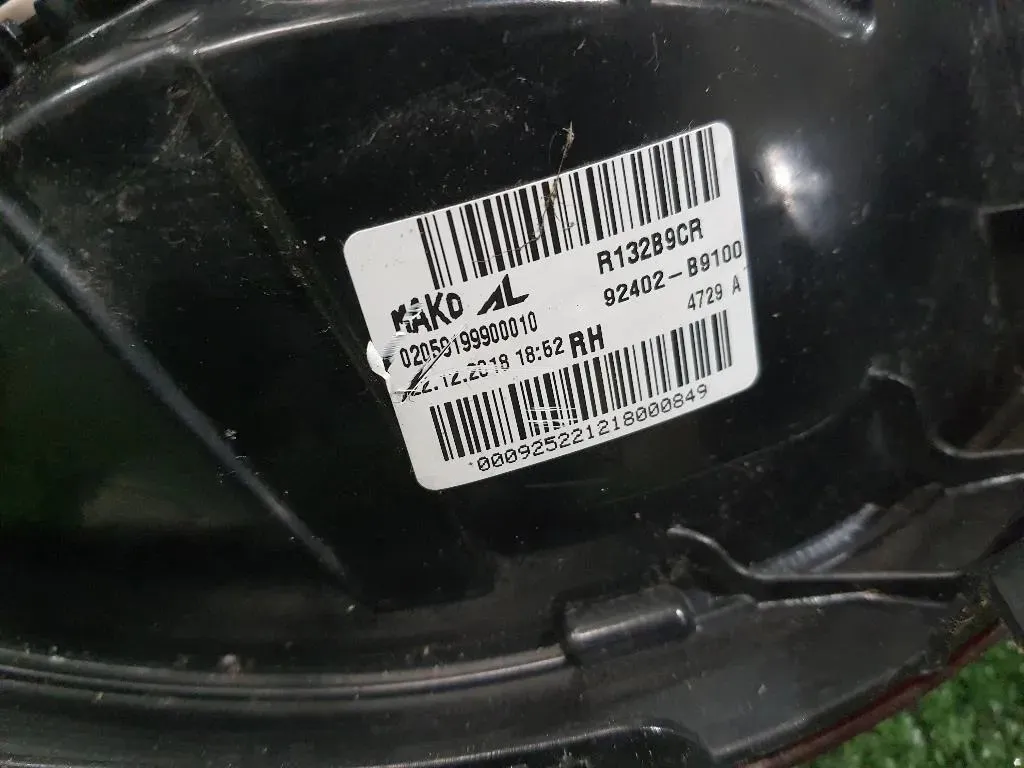 R132B9CR
MAKO AL 92402-B9100
02050199900010 4729 A
22.12.2018 18:52 RH
*000925221218000849